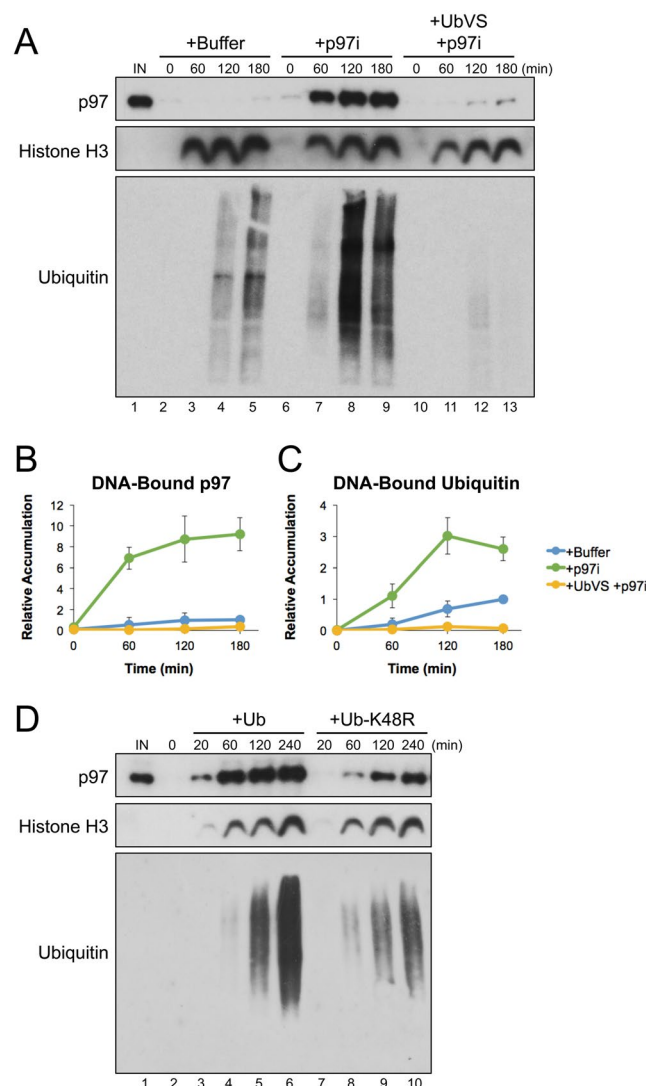 A
+Buffer +p97i +UbVS +p97i
IN 0 60 120 180 0 60 120 180 0 60 120 180 (min)
p97
Histone H3
Ubiquitin
1 2 3 4 5 6 7 8 9 10 11 12 13
B
DNA-Bound p97
Relative Accumulation
12
10
8
6
4
2
0
0 60 120 180
Time (min)
C
DNA-Bound Ubiquitin
Relative Accumulation
4
3
2
1
0
0 60 120 180
Time (min)
+Buffer
+p97i
+UbVS +p97i
D
+Ub +Ub-K48R
IN 0 20 60 120 240 20 60 120 240 (min)
p97
Histone H3
Ubiquitin
1 2 3 4 5 6 7 8 9 10